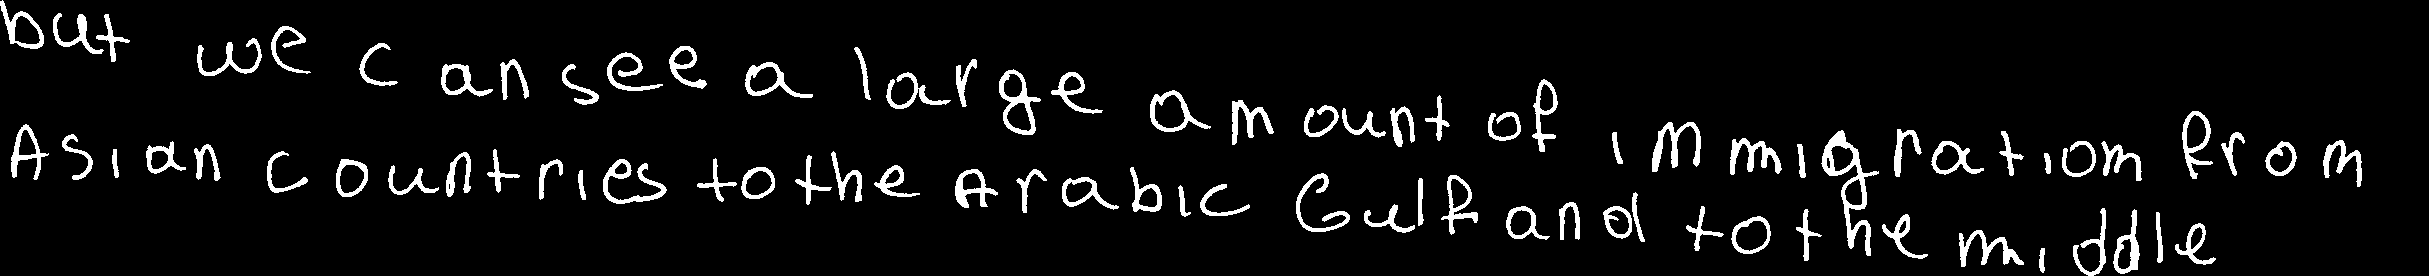 but we can see a large amount of immigration from
Asian countries to the Arabic Gulf and to the middle